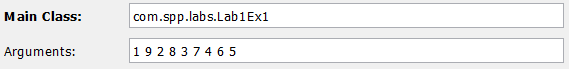 Main Class: com.spp.labs.Lab1Ex1
Arguments: 1 9 2 8 3 7 4 6 5